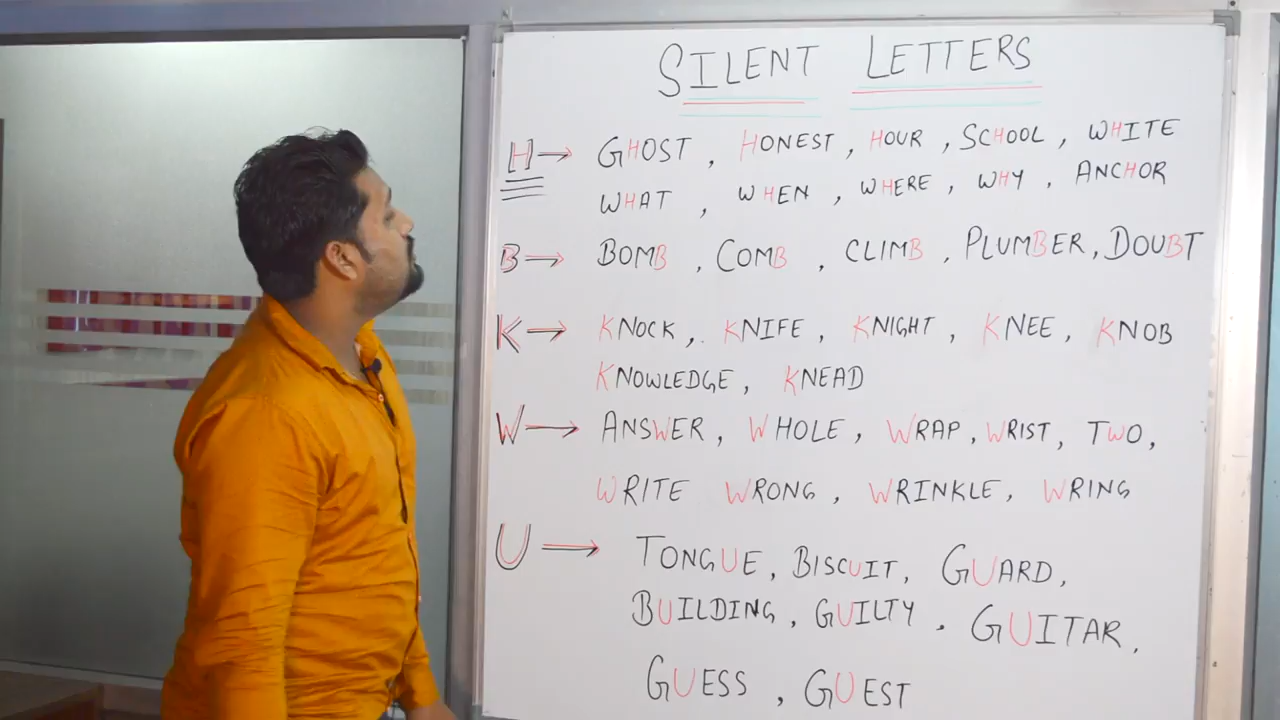 SILENT LETTERS
H → GHOST, HONEST, HOUR, SCHOOL, WHITE
WHAT, WHEN, WHERE, WHY, ANCHOR
B → BOMB, COMB, CLIMB, PLUMBER, DOUBT
K → KNOCK, KNIFE, KNIGHT, KNEE, KNOB
KNOWLEDGE, KNEAD
W → ANSWER, WHOLE, WRAP, WRIST, TWO,
WRITE WRONG, WRINKLE, WRING
U → TONGUE, BISCUIT, GUARD,
BUILDING, GUILTY, GUITAR,
GUESS, GUEST